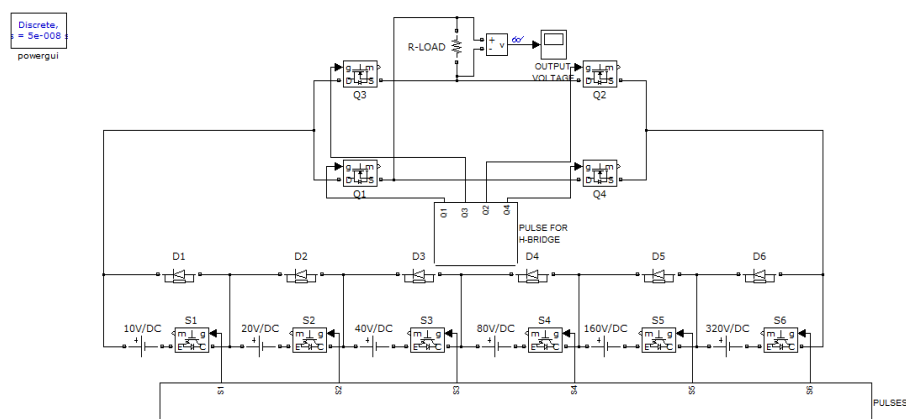 Discrete,
s = 5e-008 s
powergui
R-LOAD
+
-
v
OUTPUT
VOLTAGE
g m
D S
Q3
g m
D S
Q2
g m
D S
Q1
g m
D S
Q4
Q1
Q3
Q2
Q4
PULSE FOR
H-BRIDGE
D1
D2
D3
D4
D5
D6
10V/DC
S1
20V/DC
S2
40V/DC
S3
80V/DC
S4
160V/DC
S5
320V/DC
S6
+
m g
E C
+
m g
E C
+
m g
E C
+
m g
E C
+
m g
E C
+
m g
E C
S1
S2
S3
S4
S5
S6
PULSES